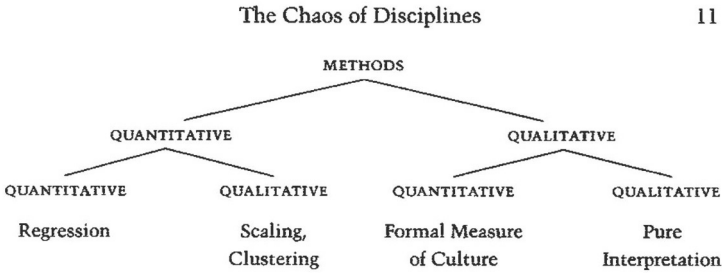 The Chaos of Disciplines 11
METHODS
QUANTITATIVE QUALITATIVE
QUANTITATIVE QUALITATIVE QUANTITATIVE QUALITATIVE
Regression Scaling, Formal Measure Pure
Clustering of Culture Interpretation